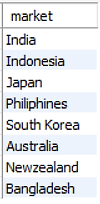 market
India
Indonesia
Japan
Philiphines
South Korea
Australia
Newzealand
Bangladesh